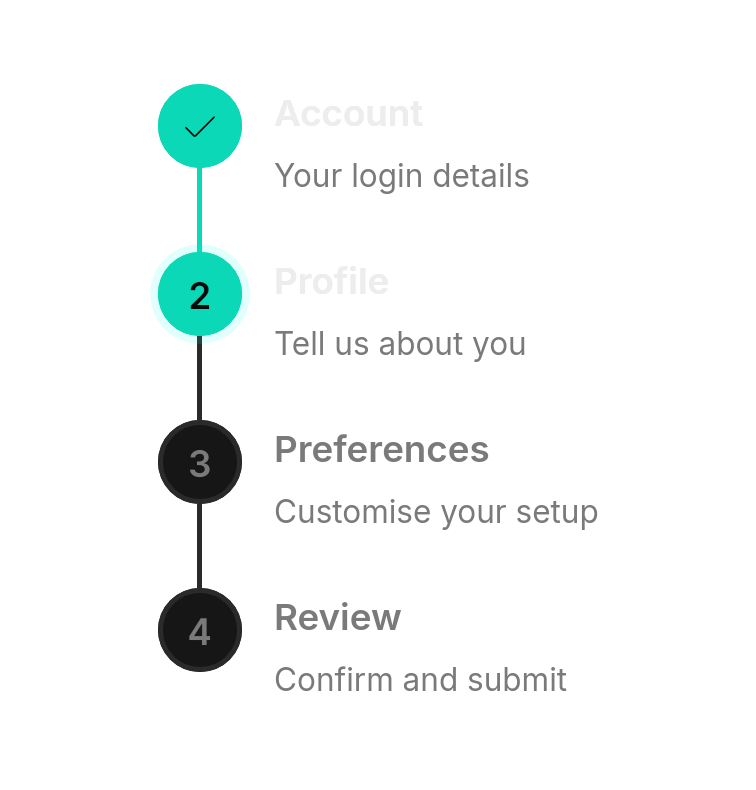 Account
Your login details
2
Profile
Tell us about you
3
Preferences
Customise your setup
4
Review
Confirm and submit